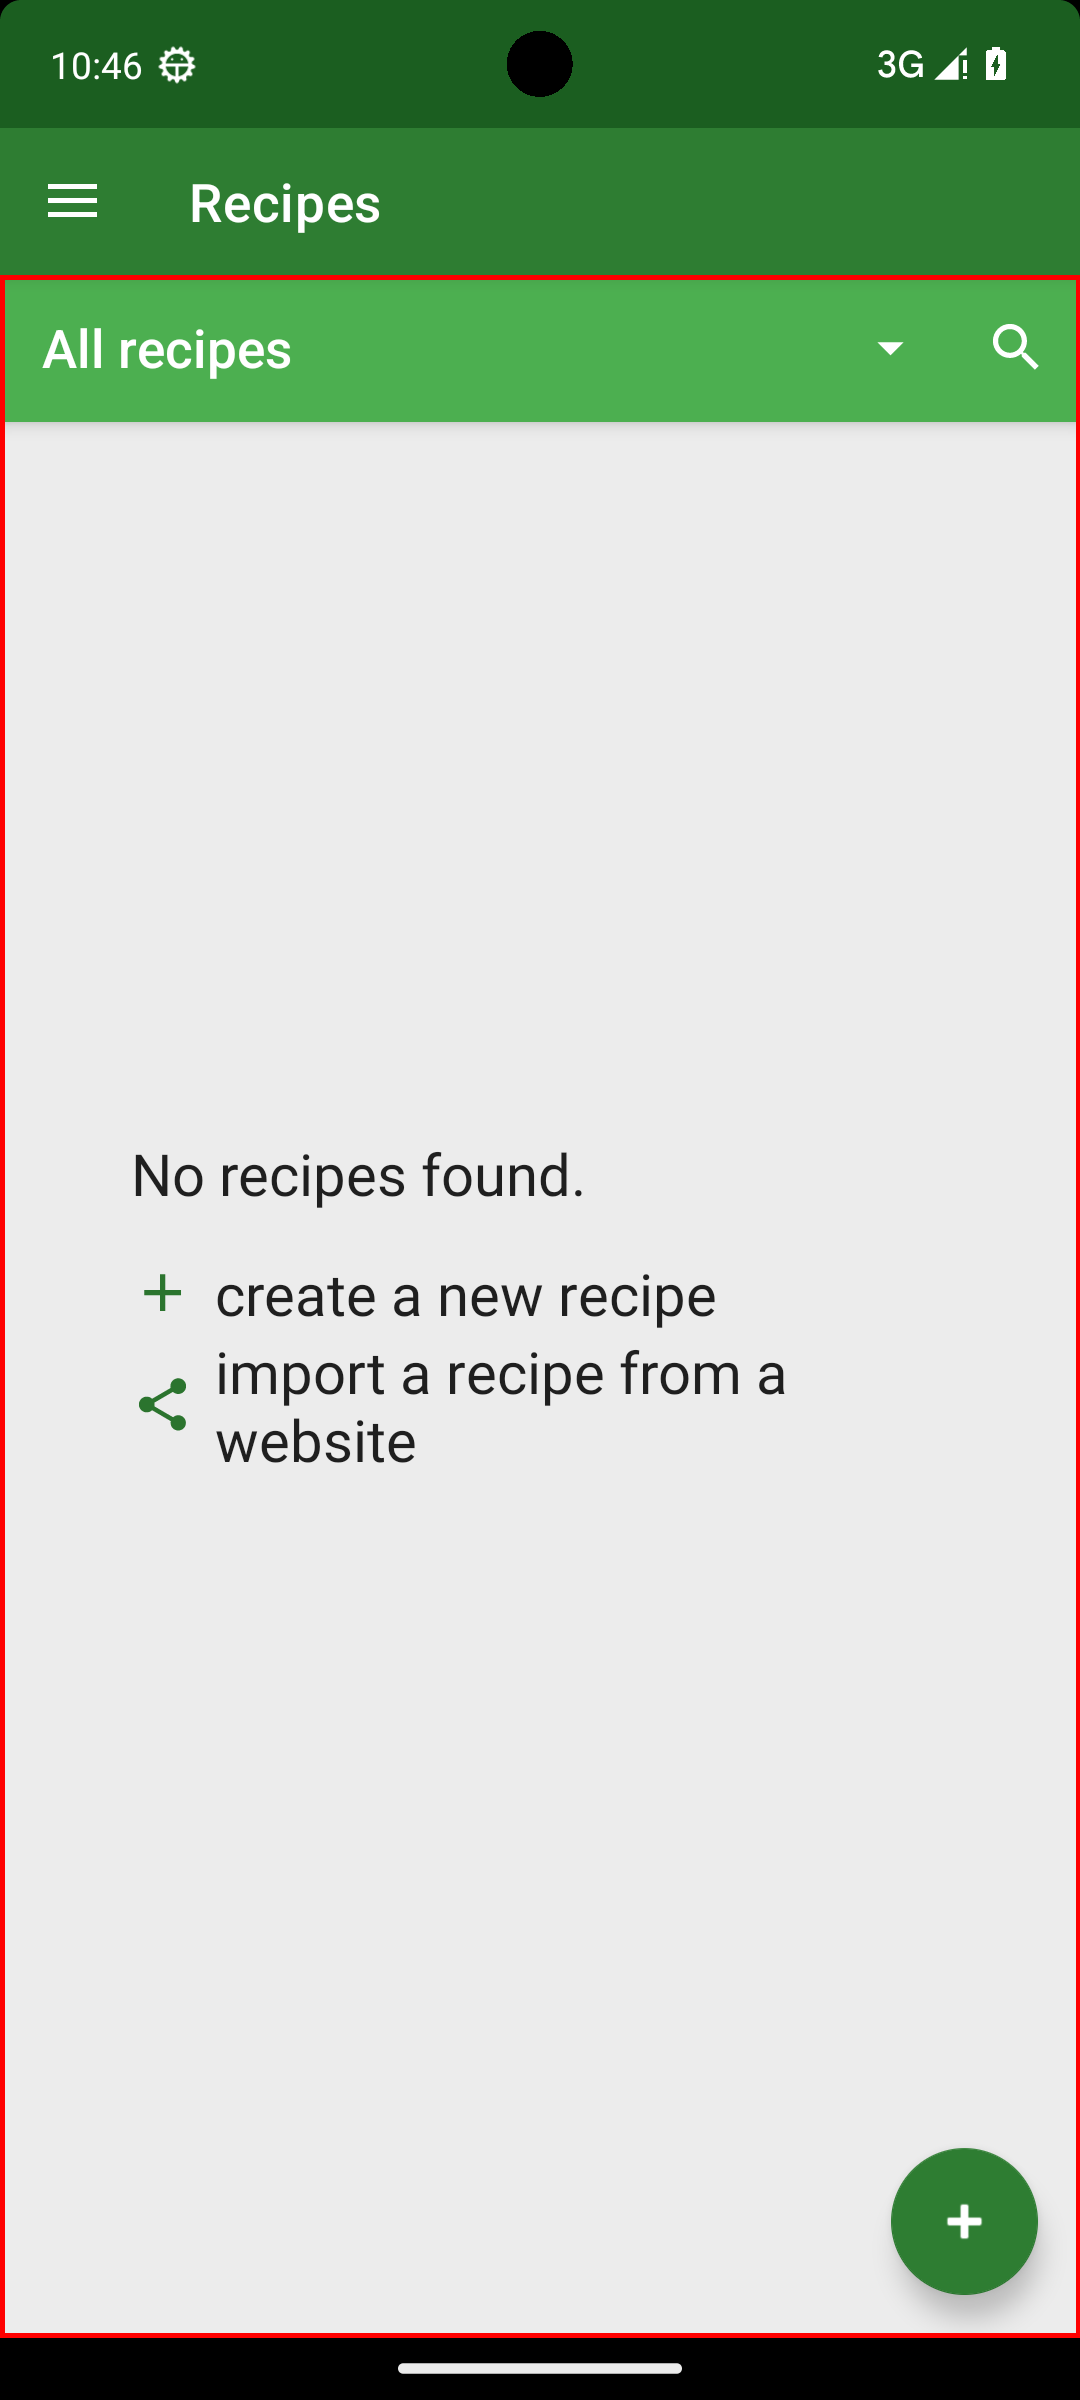 10:46
3G
Recipes
All recipes
No recipes found.
create a new recipe
import a recipe from a
website